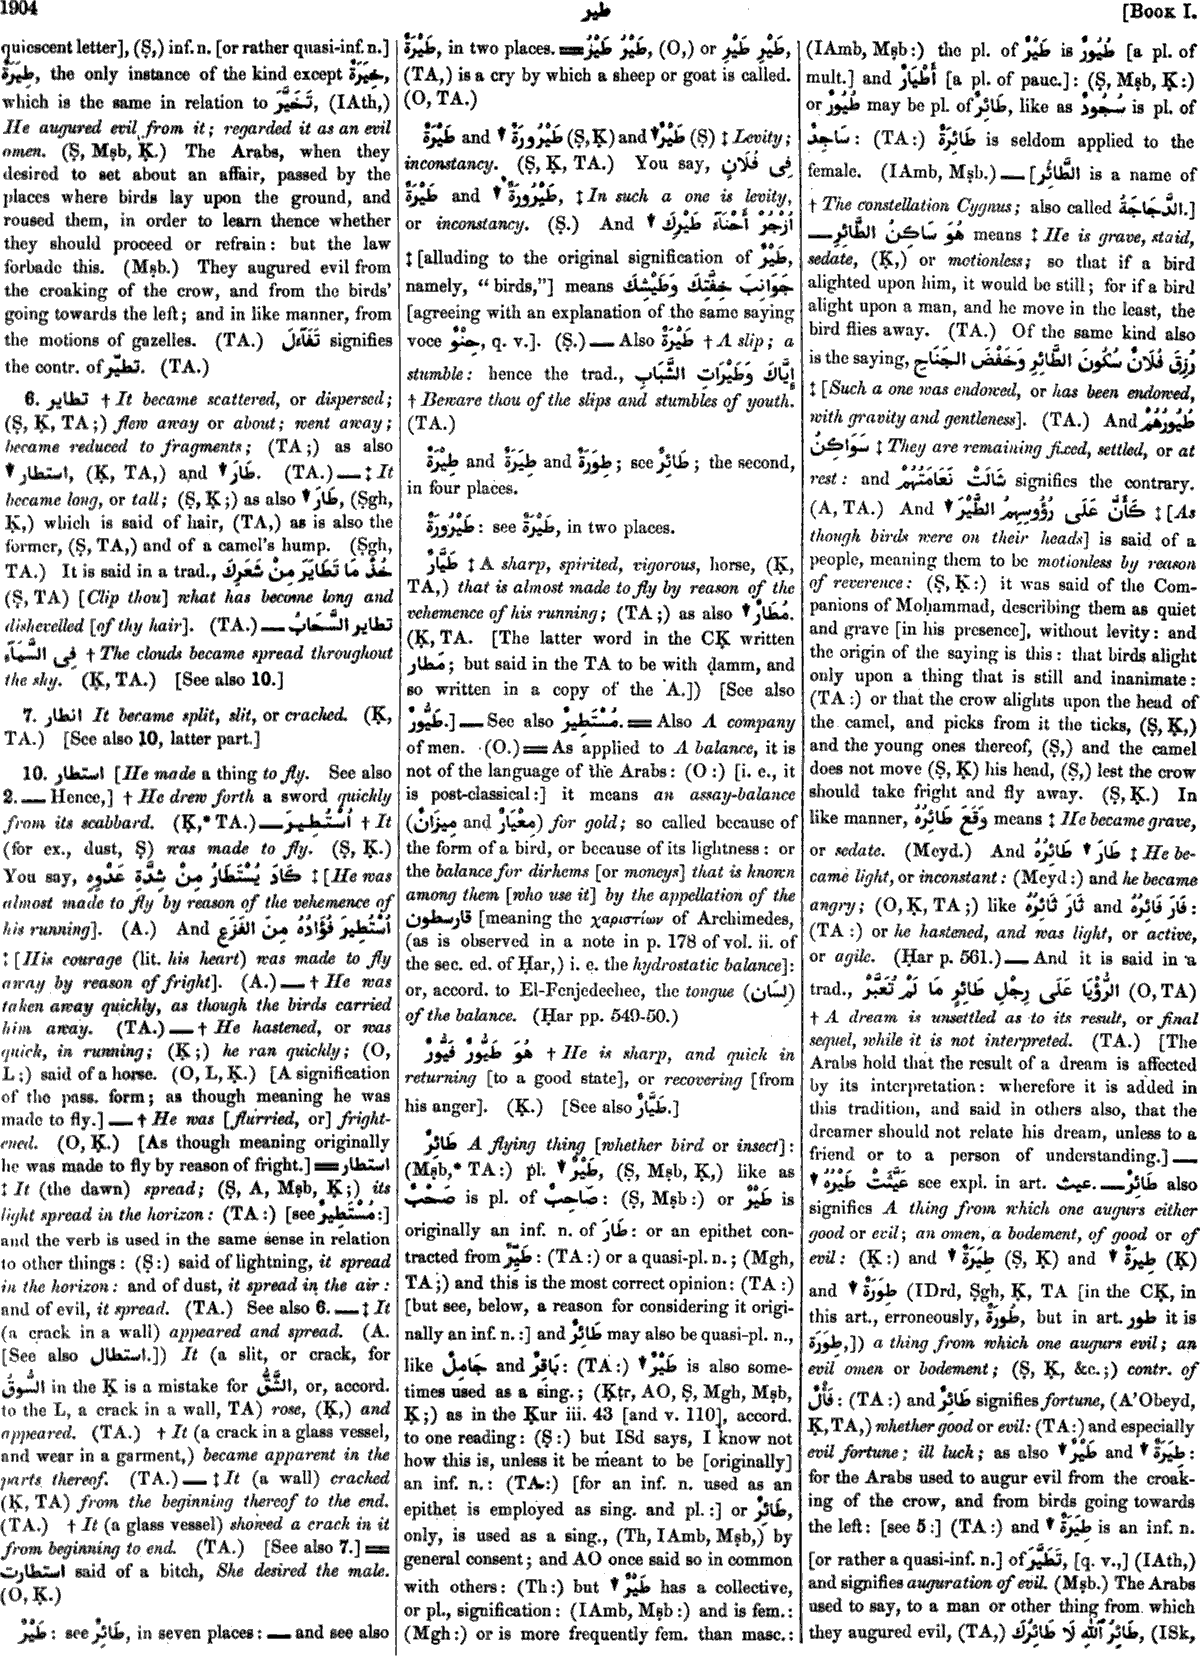 1904
طير
[BOOK I.
quiescent letter], (Ṣ,) inf. n. [or rather quasi-inf. n.]
طِيَرَةٌ, the only instance of the kind except خِيَرَةٌ,
which is the same in relation to تَخَيَّرَ, (IAth,)
He augured evil from it; regarded it as an evil
omen. (Ṣ, Mṣb, Ḳ.) The Arabs, when they
desired to set about an affair, passed by the
places where birds lay upon the ground, and
roused them, in order to learn thence whether
they should proceed or refrain: but the law
forbade this. (Mṣb.) They augured evil from
the croaking of the crow, and from the birds'
going towards the left; and in like manner, from
the motions of gazelles. (TA.) تَفَآءَلَ signifies
the contr. of تطيّر. (TA.)
6. تطاير † It became scattered, or dispersed;
(Ṣ, Ḳ, TA;) flew away or about; went away;
became reduced to fragments; (TA;) as also
▼ استطار, (Ḳ, TA,) and ▼ طَارَ. (TA.) — ‡ It
became long, or tall; (Ṣ, Ḳ;) as also ▼ طَارَ, (Ṣgh,
Ḳ,) which is said of hair, (TA,) as is also the
former, (Ṣ, TA,) and of a camel's hump. (Ṣgh,
TA.) It is said in a trad., خُذْ مَا تَطَايَرَ مِنْ شَعَرِكَ
(Ṣ, TA) [Clip thou] what has become long and
dishevelled [of thy hair]. (TA.) — تطاير السَّحَابُ
فِى السَّمَآءِ † The clouds became spread throughout
the sky. (Ḳ, TA.) [See also 10.]
7. انطار It became split, slit, or cracked. (Ḳ,
TA.) [See also 10, latter part.]
10. استطار [He made a thing to fly. See also
2. — Hence,] † He drew forth a sword quickly
from its scabbard. (Ḳ,* TA.) — اُسْتُطِيرَ † It
(for ex., dust, Ṣ) was made to fly. (Ṣ, Ḳ.)
You say, كَادَ يُسْتَطَارُ مِنْ شِدَّةِ عَدْوِهِ ‡ [He was
almost made to fly by reason of the vehemence of
his running]. (A.) And اُسْتُطِيرَ فُؤَادُهُ مِنَ الفَزَعِ
‡ [His courage (lit. his heart) was made to fly
away by reason of fright]. (A.) — † He was
taken away quickly, as though the birds carried
him away. (TA.) — † He hastened, or was
quick, in running; (Ḳ;) he ran quickly; (O,
L;) said of a horse. (O, L, Ḳ.) [A signification
of the pass. form; as though meaning he was
made to fly.] — † He was [flurried, or] fright-
ened. (O, Ḳ.) [As though meaning originally
he was made to fly by reason of fright.] == استطار
‡ It (the dawn) spread; (Ṣ, A, Mṣb, Ḳ;) its
light spread in the horizon: (TA:) [see مُسْتَطِيرٌ:]
and the verb is used in the same sense in relation
to other things: (Ṣ:) said of lightning, it spread
in the horizon: and of dust, it spread in the air:
and of evil, it spread. (TA.) See also 6. — ‡ It
(a crack in a wall) appeared and spread. (A.
[See also استطال.]) It (a slit, or crack, for
السُّوقُ in the Ḳ is a mistake for الشَّقُّ, or, accord.
to the L, a crack in a wall, TA) rose, (Ḳ,) and
appeared. (TA.) † It (a crack in a glass vessel,
and wear in a garment,) became apparent in the
parts thereof. (TA.) — ‡ It (a wall) cracked
(Ḳ, TA) from the beginning thereof to the end.
(TA.) † It (a glass vessel) showed a crack in it
from beginning to end. (TA.) [See also 7.] ==
استطارت said of a bitch, She desired the male.
(O, Ḳ.)
طَيْرٌ: see طَائِرٌ, in seven places: — and see also
طِيَرَةٌ, in two places. == طَيْرُ طَيْرُ, (O,) or طَيْرِ طَيْرِ,
(TA,) is a cry by which a sheep or goat is called.
(O, TA.)
طَيْرَةٌ and ▼ طَيْرُورَةٌ (Ṣ, Ḳ) and ▼ طَيْرٌ (Ṣ) ‡ Levity;
inconstancy. (Ṣ, Ḳ, TA.) You say, فِى فُلَانٍ
طَيْرَةٌ and ▼ طَيْرُورَةٌ, ‡ In such a one is levity,
or inconstancy. (Ṣ.) And ▼ اُزْجُرْ أَحْنَآءَ طَيْرِكَ
‡ [alluding to the original signification of طَيْرٌ,
namely, “birds,”] means جَوَانِبَ خِفَّتِكَ وَطَيْشِكَ
[agreeing with an explanation of the same saying
voce حِنْوٌ, q. v.]. (Ṣ.) — Also طَيْرَةٌ † A slip; a
stumble: hence the trad., إِيَّاكَ وَطَيْرَاتِ الشَّبَابِ
† Beware thou of the slips and stumbles of youth.
(TA.)
طِيْرَةٌ and طِيَرَةٌ and طِوَرَةٌ; see طَائِرٌ; the second,
in four places.
طَيْرُورَةٌ: see طَيْرَةٌ, in two places.
طَيَّارٌ ‡ A sharp, spirited, vigorous, horse, (Ḳ,
TA,) that is almost made to fly by reason of the
vehemence of his running; (TA;) as also ▼ مُطَارٌ.
(Ḳ, TA. [The latter word in the CḲ written
مَطار; but said in the TA to be with ḍamm, and
so written in a copy of the A.]) [See also
طَيُّورٌ.] — See also مُسْتَطِيرٌ. == Also A company
of men. (O.) == As applied to A balance, it is
not of the language of the Arabs: (O:) [i. e., it
is post-classical:] it means an assay-balance
(مِيزَانٌ and مِعْيَارٌ) for gold; so called because of
the form of a bird, or because of its lightness: or
the balance for dirhems [or moneys] that is known
among them [who use it] by the appellation of the
قارسطون [meaning the χαριστίων of Archimedes,
(as is observed in a note in p. 178 of vol. ii. of
the sec. ed. of Ḥar,) i. e. the hydrostatic balance]:
or, accord. to El-Fenjedeehee, the tongue (لِسَان)
of the balance. (Ḥar pp. 549-50.)
هُوَ طَيُّورٌ فَيُّورٌ † He is sharp, and quick in
returning [to a good state], or recovering [from
his anger]. (Ḳ.) [See also طَيَّارٌ.]
طَائِرٌ A flying thing [whether bird or insect]:
(Mṣb,* TA:) pl. ▼ طَيْرٌ, (Ṣ, Mṣb, Ḳ,) like as
صَحْبٌ is pl. of صَاحِبٌ: (Ṣ, Mṣb:) or طَيْرٌ is
originally an inf. n. of طَارَ: or an epithet con-
tracted from طَيِّرٌ: (TA:) or a quasi-pl. n.; (Mgh,
TA;) and this is the most correct opinion: (TA:)
[but see, below, a reason for considering it origi-
nally an inf. n.:] and طَائِرٌ may also be quasi-pl. n.,
like جَامِلٌ and بَاقِرٌ: (TA:) ▼ طَيْرٌ is also some-
times used as a sing.; (Ḳṭr, AO, Ṣ, Mgh, Mṣb,
Ḳ;) as in the Ḳur iii. 43 [and v. 110], accord.
to one reading: (Ṣ:) but ISd says, I know not
how this is, unless it be meant to be [originally]
an inf. n.: (TA:) [for an inf. n. used as an
epithet is employed as sing. and pl.:] or طَائِرٌ,
only, is used as a sing., (Th, IAmb, Mṣb,) by
general consent; and AO once said so in common
with others: (Th:) but ▼ طَيْرٌ has a collective,
or pl., signification: (IAmb, Mṣb:) and is fem.:
(Mgh:) or is more frequently fem. than masc.:
(IAmb, Mṣb:) the pl. of طَيْرٌ is طُيُورٌ [a pl. of
mult.] and أَطْيَارٌ [a pl. of pauc.]: (Ṣ, Mṣb, Ḳ:)
or طُيُورٌ may be pl. of طَائِرٌ, like as سُجُودٌ is pl. of
سَاجِدٌ: (TA:) طَائِرَةٌ is seldom applied to the
female. (IAmb, Mṣb.) — [الطَّائِرُ is a name of
† The constellation Cygnus; also called الدَّجَاجَةُ.]
— هُوَ سَاكِنُ الطَّائِرِ means ‡ He is grave, staid,
sedate, (Ḳ,) or motionless; so that if a bird
alighted upon him, it would be still; for if a bird
alight upon a man, and he move in the least, the
bird flies away. (TA.) Of the same kind also
is the saying, رُزِقَ فُلَانٌ سُكُونَ الطَّائِرِ وَخَفْضَ الجَنَاحِ
‡ [Such a one was endowed, or has been endowed,
with gravity and gentleness]. (TA.) And طُيُورُهُمْ
سَوَاكِنُ ‡ They are remaining fixed, settled, or at
rest: and شَالَتْ نَعَامَتُهُمْ signifies the contrary.
(A, TA.) And ▼ كَأَنَّ عَلَى رُؤُوسِهِمُ الطَّيْرَ ‡ [As
though birds were on their heads] is said of a
people, meaning them to be motionless by reason
of reverence: (Ṣ, Ḳ:) it was said of the Com-
panions of Moḥammad, describing them as quiet
and grave [in his presence], without levity: and
the origin of the saying is this: that birds alight
only upon a thing that is still and inanimate:
(TA:) or that the crow alights upon the head of
the camel, and picks from it the ticks, (Ṣ, Ḳ,)
and the young ones thereof, (Ṣ,) and the camel
does not move (Ṣ, Ḳ) his head, (Ṣ,) lest the crow
should take fright and fly away. (Ṣ, Ḳ.) In
like manner, وَقَعَ طَائِرُهُ means ‡ He became grave,
or sedate. (Meyd.) And ▼ طَارَ طَائِرُهُ ‡ He be-
came light, or inconstant: (Meyd:) and he became
angry; (O, Ḳ, TA;) like ثَارَ ثَائِرُهُ and فَارَ فَائِرُهُ:
(TA:) or he hastened, and was light, or active,
or agile. (Ḥar p. 561.) — And it is said in a
trad., الرُّؤْيَا عَلَى رِجْلِ طَائِرٍ مَا لَمْ تُعَبَّرْ (O, TA)
† A dream is unsettled as to its result, or final
sequel, while it is not interpreted. (TA.) [The
Arabs hold that the result of a dream is affected
by its interpretation: wherefore it is added in
this tradition, and said in others also, that the
dreamer should not relate his dream, unless to a
friend or to a person of understanding.] —
▼ عَيَّثَتْ طَيْرُهُ see expl. in art. عيث. — طَائِرٌ also
signifies A thing from which one augurs either
good or evil; an omen, a bodement, of good or of
evil: (Ḳ:) and ▼ طِيَرَةٌ (Ṣ, Ḳ) and ▼ طِيْرَةٌ (Ḳ)
and ▼ طِوَرَةٌ (IDrd, Ṣgh, Ḳ, TA [in the CḲ, in
this art., erroneously, طُورَةٌ, but in art. طور it is
طِوَرَة,]) a thing from which one augurs evil; an
evil omen or bodement; (Ṣ, Ḳ, &c.;) contr. of
فَأْلٌ: (TA:) and طَائِرٌ signifies fortune, (A'Obeyd,
Ḳ, TA,) whether good or evil: (TA:) and especially
evil fortune; ill luck; as also ▼ طَيْرٌ and ▼ طِيَرَةٌ:
for the Arabs used to augur evil from the croak-
ing of the crow, and from birds going towards
the left: [see 5:] (TA:) and ▼ طِيَرَةٌ is an inf. n.
[or rather a quasi-inf. n.] of تَطَيَّرَ, [q. v.,] (IAth,)
and signifies auguration of evil. (Mṣb.) The Arabs
used to say, to a man or other thing from which
they augured evil, (TA,) طَائِرُ ٱللّٰهِ لَا طَائِرُكَ, (ISk,